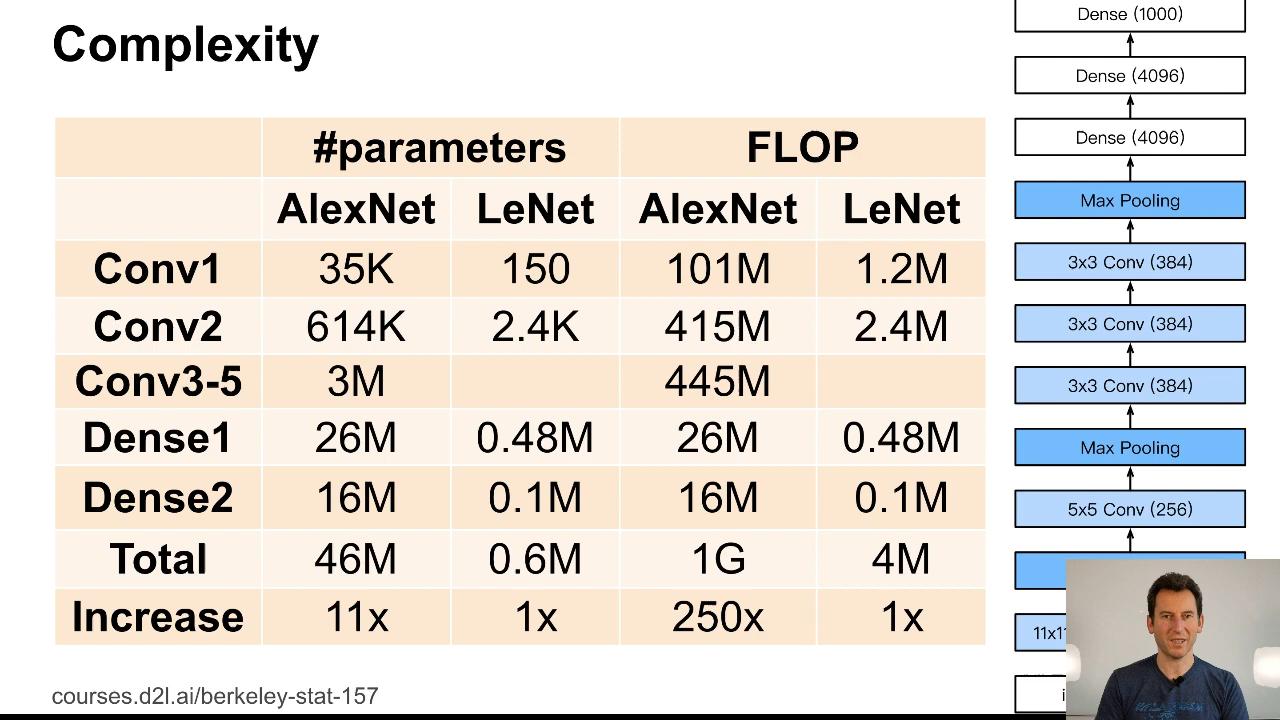 Complexity
#parameters FLOP
AlexNet LeNet AlexNet LeNet
Conv1 35K 150 101M 1.2M
Conv2 614K 2.4K 415M 2.4M
Conv3-5 3M 445M
Dense1 26M 0.48M 26M 0.48M
Dense2 16M 0.1M 16M 0.1M
Total 46M 0.6M 1G 4M
Increase 11x 1x 250x 1x
courses.d2l.ai/berkeley-stat-157
Dense (1000)
Dense (4096)
Dense (4096)
Max Pooling
3x3 Conv (384)
3x3 Conv (384)
3x3 Conv (384)
Max Pooling
5x5 Conv (256)